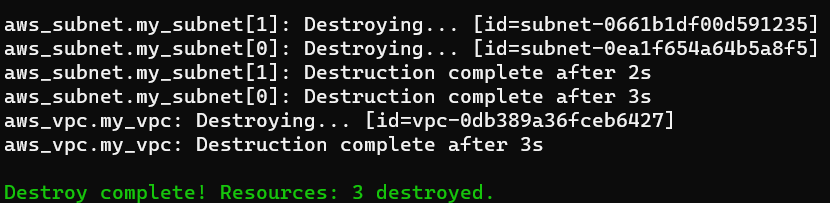 aws_subnet.my_subnet[1]: Destroying... [id=subnet-0661b1df00d591235]
aws_subnet.my_subnet[0]: Destroying... [id=subnet-0ea1f654a64b5a8f5]
aws_subnet.my_subnet[1]: Destruction complete after 2s
aws_subnet.my_subnet[0]: Destruction complete after 3s
aws_vpc.my_vpc: Destroying... [id=vpc-0db389a36fceb6427]
aws_vpc.my_vpc: Destruction complete after 3s
Destroy complete! Resources: 3 destroyed.